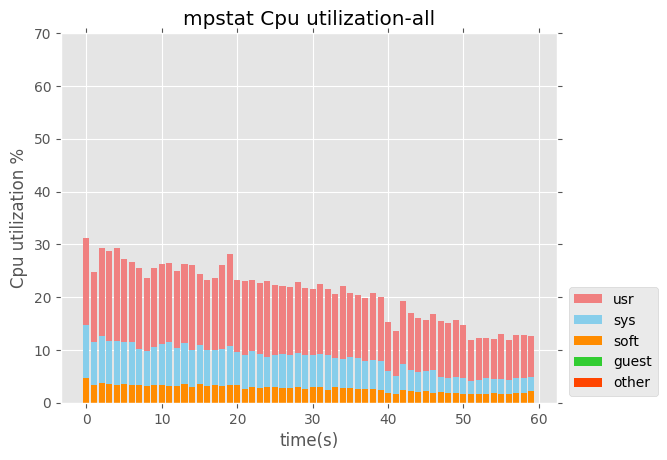 mpstat Cpu utilization-all
70
60
50
40
30
20
10
0
Cpu utilization %
0 10 20 30 40 50 60
time(s)
usr
sys
soft
guest
other